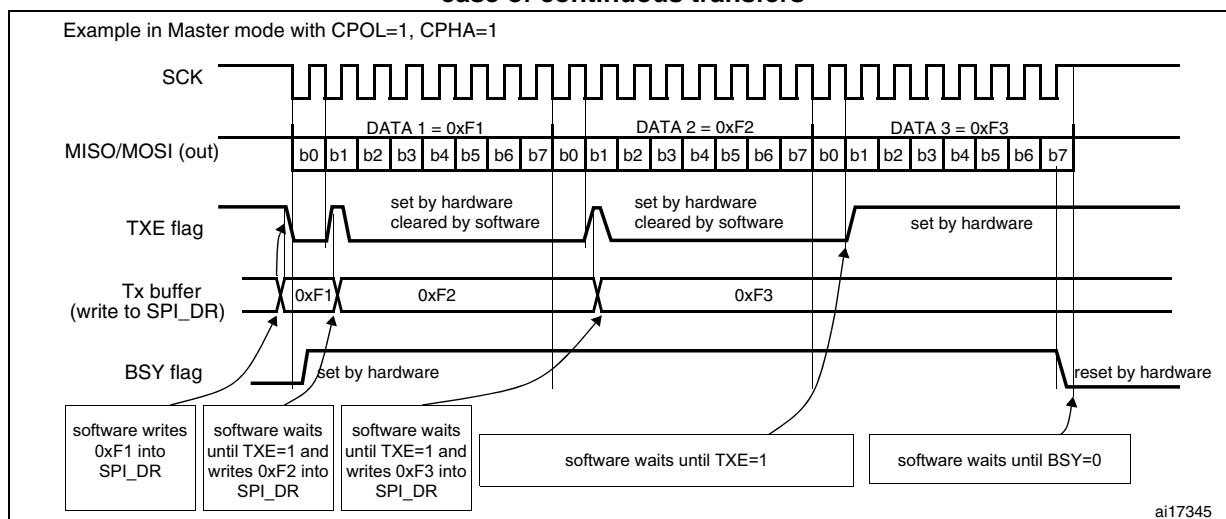 case of continuous transfers
Example in Master mode with CPOL=1, CPHA=1
SCK
DATA 1 = 0xF1
DATA 2 = 0xF2
DATA 3 = 0xF3
MISO/MOSI (out)
b0 b1 b2 b3 b4 b5 b6 b7 b0 b1 b2 b3 b4 b5 b6 b7 b0 b1 b2 b3 b4 b5 b6 b7
TXE flag
set by hardware
cleared by software
set by hardware
cleared by software
set by hardware
Tx buffer
(write to SPI_DR)
0xF1
0xF2
0xF3
BSY flag
set by hardware
reset by hardware
software writes
0xF1 into
SPI_DR
software waits
until TXE=1 and
writes 0xF2 into
SPI_DR
software waits
until TXE=1 and
writes 0xF3 into
SPI_DR
software waits until TXE=1
software waits until BSY=0
ai17345